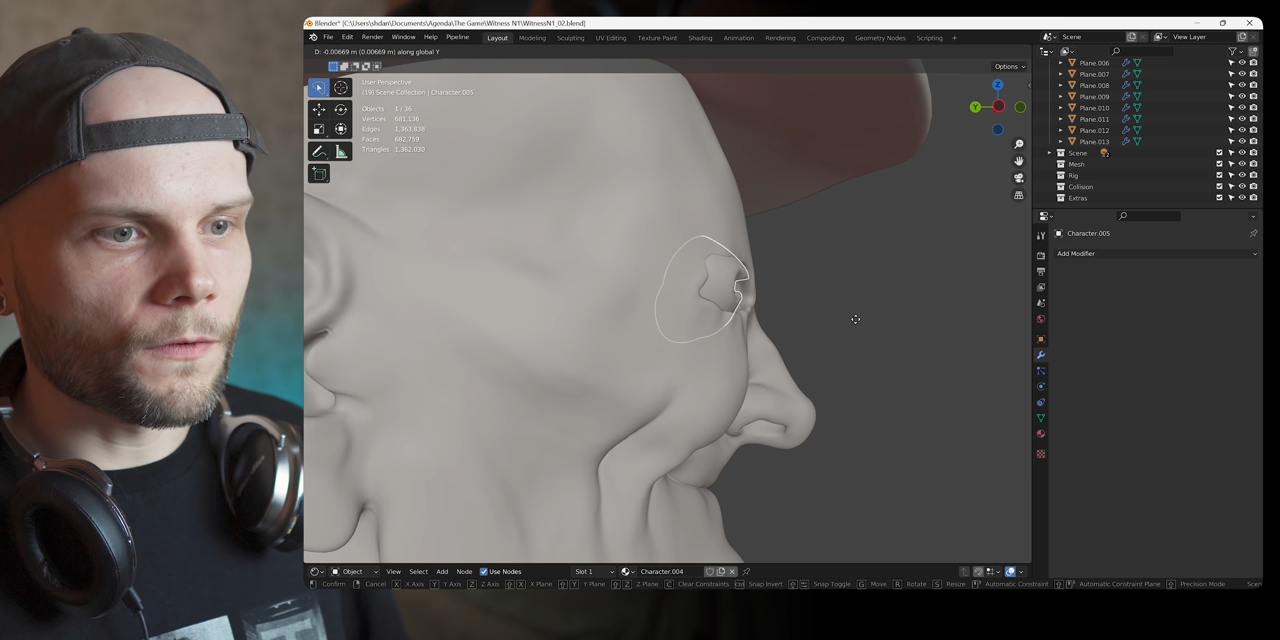 Blender* [C:\Users\shdan\Documents\Agenda\The Game\Witness N1\WitnessN1_02.blend]
File Edit Render Window Help Pipeline Layout Modeling Sculpting UV Editing Texture Paint Shading Animation Rendering Compositing Geometry Nodes Scripting + Scene View Layer
D: -0.00669 m (0.00669 m) along global Y
Options
User Perspective
(19) Scene Collection | Character.005
Objects 1 / 36
Vertices 681,136
Edges 1,363,838
Faces 682,759
Triangles 1,362,030
Z
Y
Plane.006
Plane.007
Plane.008
Plane.009
Plane.010
Plane.011
Plane.012
Plane.013
Scene
Mesh
Rig
Collision
Extras
Character.005
Add Modifier
Object View Select Add Node Use Nodes Slot 1 Character.004
Confirm Cancel X X Axis Y Y Axis Z Z Axis X X Plane Y Y Plane Z Z Plane C Clear Constraints Snap Invert Snap Toggle G Move R Rotate S Resize Automatic Constraint Automatic Constraint Plane Precision Mode